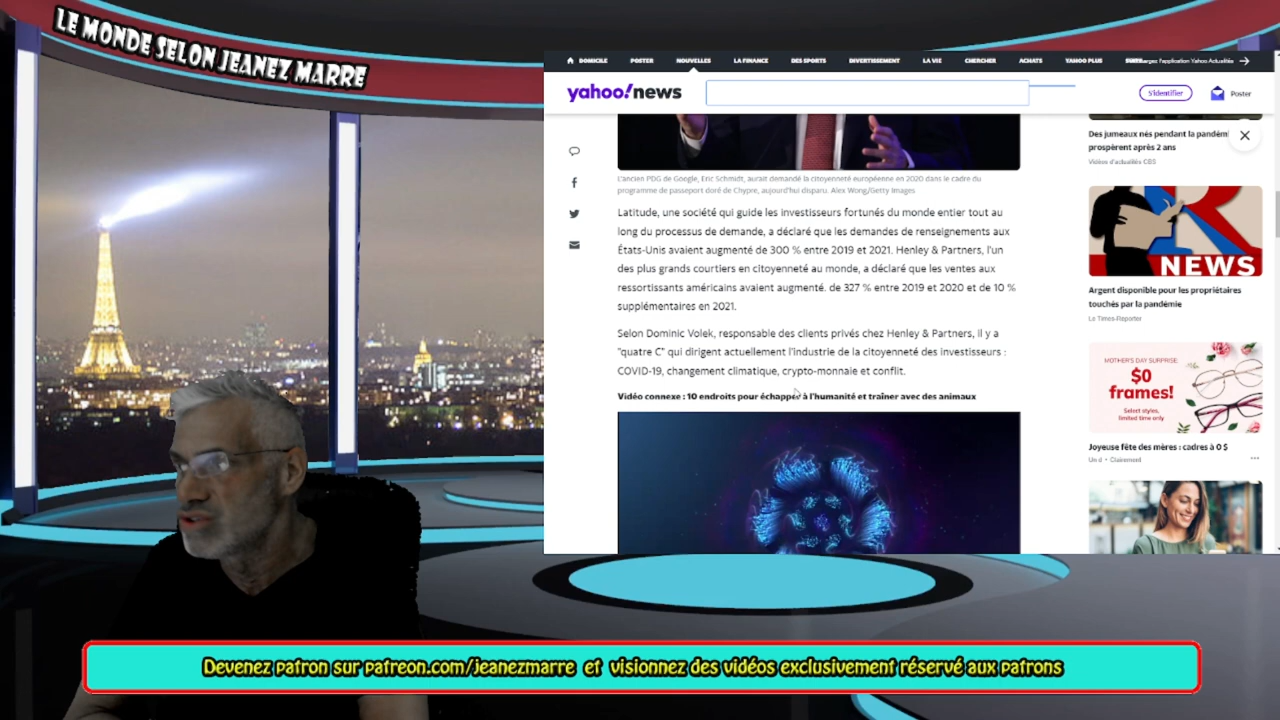 LE MONDE SELON JEANEZ MARRE
DOMICILE POSTER NOUVELLES LA FINANCE DES SPORTS DIVERTISSEMENT LA VIE CHERCHER ACHATS YAHOO PLUS l'application Yahoo Actualités
yahoo!news
S'identifier
Poster
L'ancien PDG de Google, Eric Schmidt, aurait demandé la citoyenneté européenne en 2020 dans le cadre du
programme de passeport doré de Chypre, aujourd'hui disparu. Alex Wong/Getty Images
Latitude, une société qui guide les investisseurs fortunés du monde entier tout au
long du processus de demande, a déclaré que les demandes de renseignements aux
États-Unis avaient augmenté de 300 % entre 2019 et 2021. Henley & Partners, l'un
des plus grands courtiers en citoyenneté au monde, a déclaré que les ventes aux
ressortissants américains avaient augmenté. de 327 % entre 2019 et 2020 et de 10 %
supplémentaires en 2021.
Selon Dominic Volek, responsable des clients privés chez Henley & Partners, il y a
"quatre C" qui dirigent actuellement l'industrie de la citoyenneté des investisseurs :
COVID-19, changement climatique, crypto-monnaie et conflit.
Vidéo connexe : 10 endroits pour échapper à l'humanité et traîner avec des animaux
Des jumeaux nés pendant la pandém
prospèrent après 2 ans
Vidéos d'actualités CBS
R
NEWS
Argent disponible pour les propriétaires
touchés par la pandémie
Le Times-Reporter
MOTHER'S DAY SURPRISE:
$0
frames!
Select styles,
limited time only
Joyeuse fête des mères : cadres à 0 $
Un d • Clairemont
Devenez patron sur patreon.com/jeanezmarre et visionnez des vidéos exclusivement réservé aux patrons